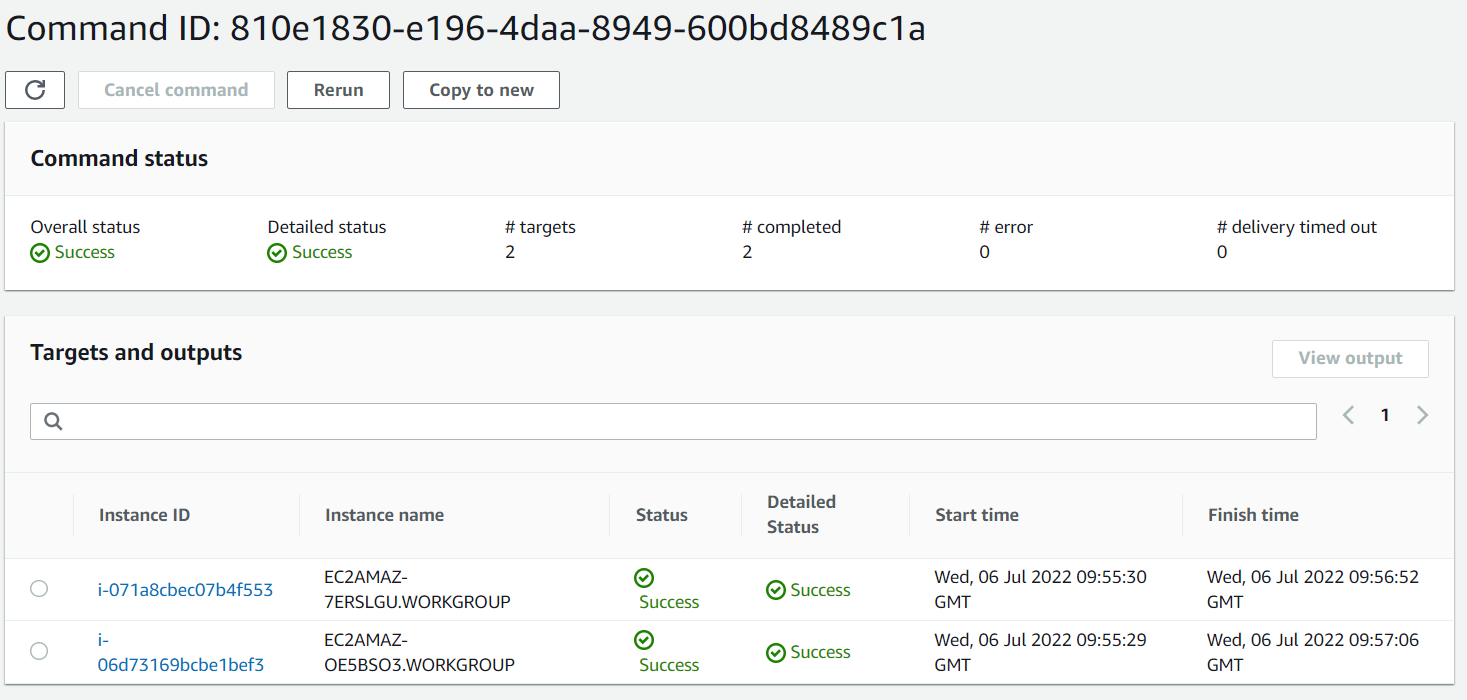 Command ID: 810e1830-e196-4daa-8949-600bd8489c1a
Cancel command Rerun Copy to new
Command status
Overall status Detailed status # targets # completed # error # delivery timed out
Success Success 2 2 0 0
Targets and outputs
View output
1
Instance ID Instance name Status Detailed Status Start time Finish time
i-071a8cbec07b4f553 EC2AMAZ-7ERSLGU.WORKGROUP Success Success Wed, 06 Jul 2022 09:55:30 GMT Wed, 06 Jul 2022 09:56:52 GMT
i-06d73169bcbe1bef3 EC2AMAZ-OE5BSO3.WORKGROUP Success Success Wed, 06 Jul 2022 09:55:29 GMT Wed, 06 Jul 2022 09:57:06 GMT